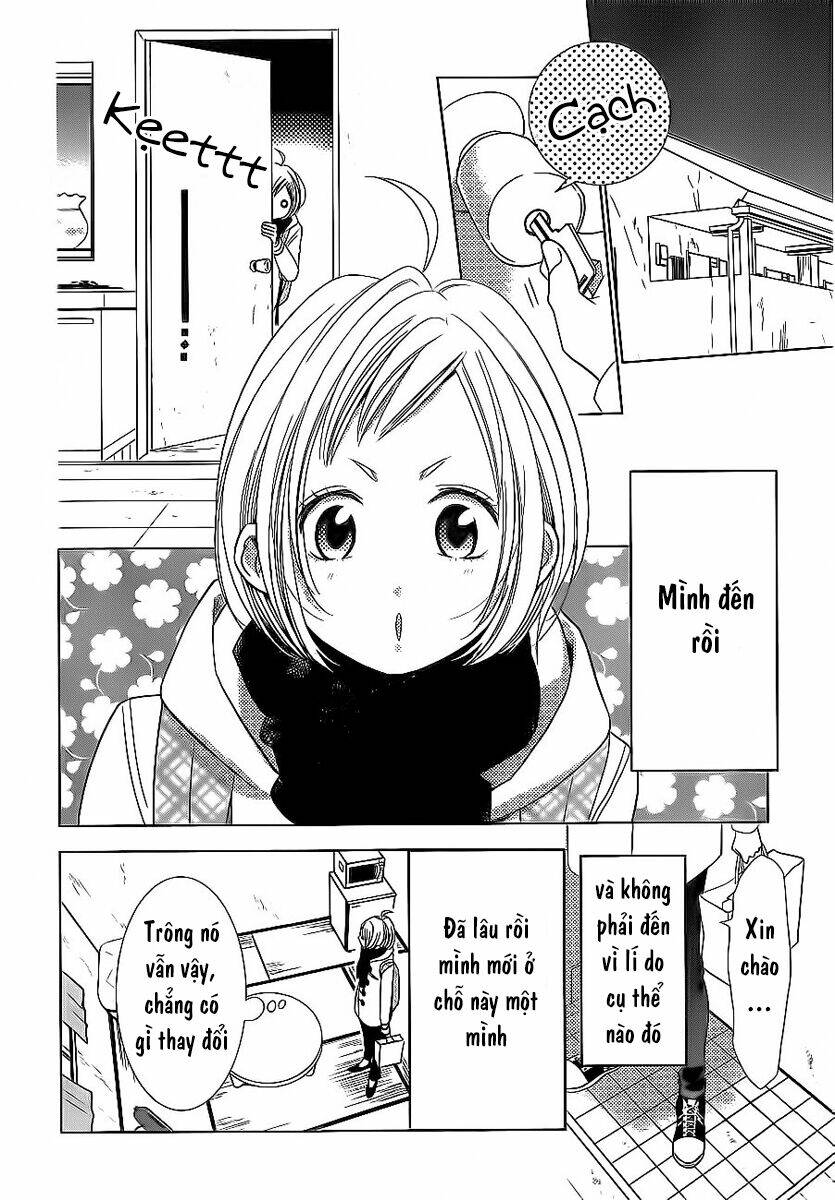 Cạch
Kẹettt
Mình đến
rồi
Xin
chào
...
và không
phải đến
vì lí do
cụ thể
nào đó
Đã lâu rồi
mình mới ở
chỗ này một
mình
Trông nó
vẫn vậy,
chẳng có
gì thay đổi